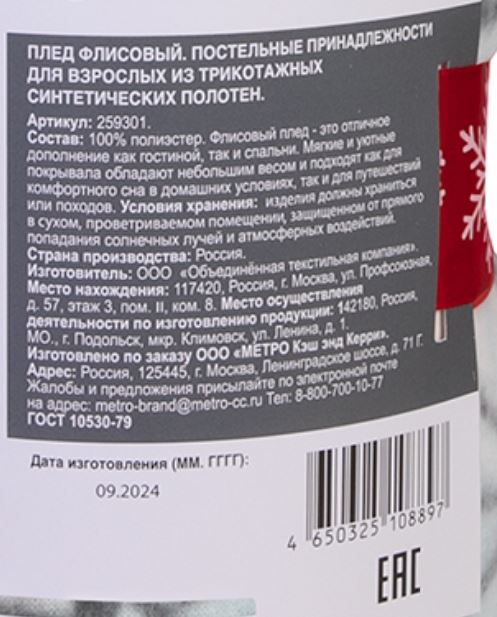 ПЛЕД ФЛИСОВЫЙ. ПОСТЕЛЬНЫЕ ПРИНАДЛЕЖНОСТИ
ДЛЯ ВЗРОСЛЫХ ИЗ ТРИКОТАЖНЫХ
СИНТЕТИЧЕСКИХ ПОЛОТЕН.
Артикул: 259301.
Состав: 100% полиэстер. Флисовый плед - это отличное
дополнение как гостиной, так и спальни. Мягкие и уютные
покрывала обладают небольшим весом и подходят как для
комфортного сна в домашних условиях, так и для путешествий
или походов. Условия хранения: изделия должны храниться
в сухом, проветриваемом помещении, защищенном от прямого
попадания солнечных лучей и атмосферных воздействий.
Страна производства: Россия.
Изготовитель: ООО «Объединённая текстильная компания».
Место нахождения: 117420, Россия, г. Москва, ул. Профсоюзная,
д. 57, этаж 3, пом. II, ком. 8. Место осуществления
деятельности по изготовлению продукции: 142180, Россия,
МО., г. Подольск, мкр. Климовск, ул. Ленина, д. 1.
Изготовлено по заказу ООО «МЕТРО Кэш энд Керри».
Адрес: Россия, 125445, г. Москва, Ленинградское шоссе, д. 71 Г.
Жалобы и предложения присылайте по электронной почте
на адрес: metro-brand@metro-cc.ru Тел: 8-800-700-10-77
ГОСТ 10530-79
Дата изготовления (ММ. ГГГГ):
09.2024
4 650325 108897
EAC